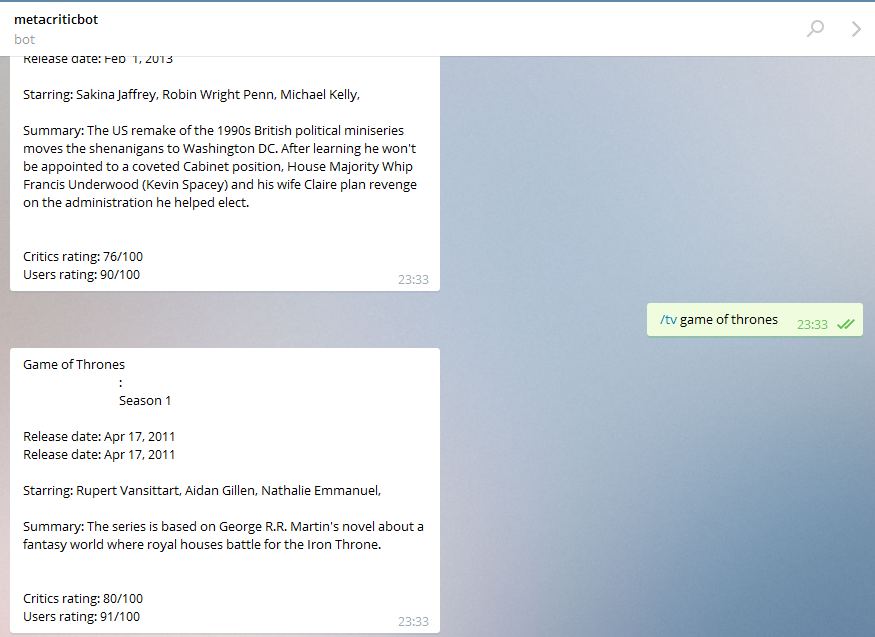 metacriticbot
bot
Release date: Feb 1, 2013
Starring: Sakina Jaffrey, Robin Wright Penn, Michael Kelly,
Summary: The US remake of the 1990s British political miniseries
moves the shenanigans to Washington DC. After learning he won't
be appointed to a coveted Cabinet position, House Majority Whip
Francis Underwood (Kevin Spacey) and his wife Claire plan revenge
on the administration he helped elect.
Critics rating: 76/100
Users rating: 90/100
23:33
/tv game of thrones 23:33
Game of Thrones
:
Season 1
Release date: Apr 17, 2011
Release date: Apr 17, 2011
Starring: Rupert Vansittart, Aidan Gillen, Nathalie Emmanuel,
Summary: The series is based on George R.R. Martin's novel about a
fantasy world where royal houses battle for the Iron Throne.
Critics rating: 80/100
Users rating: 91/100
23:33